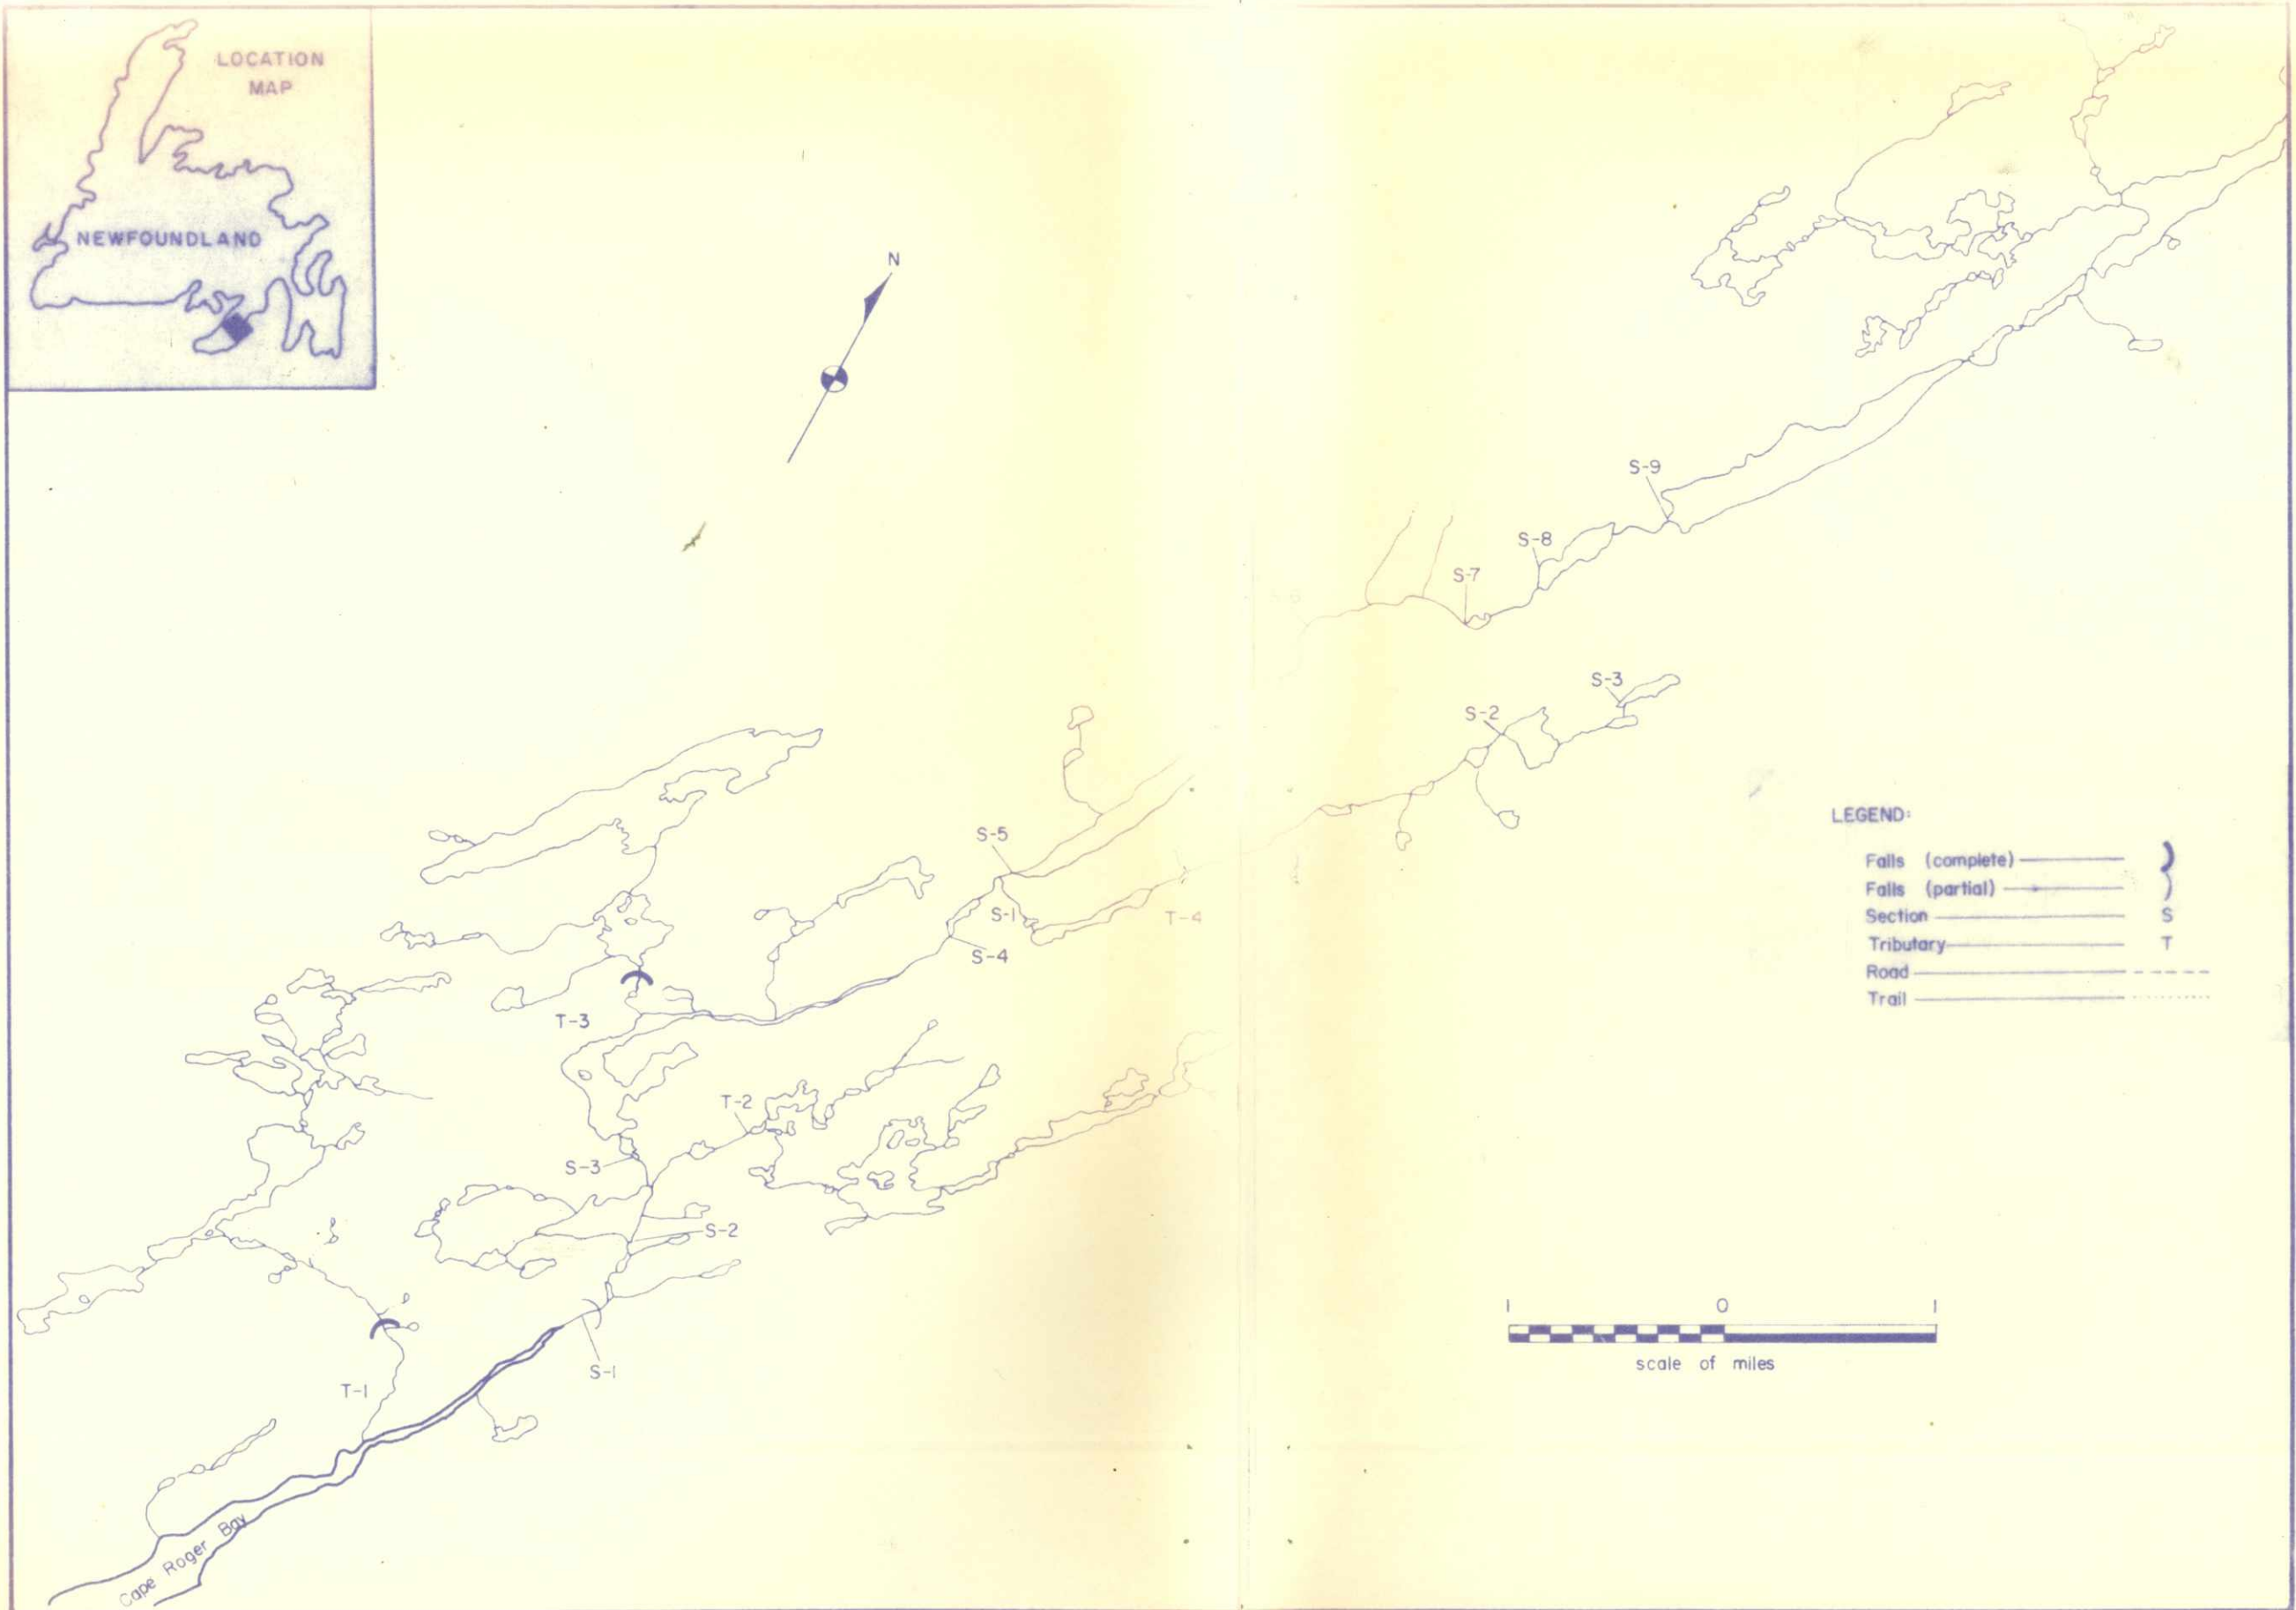 LOCATION
MAP
NEWFOUNDLAND
N
S-9
S-8
S-7
S-3
S-2
S-5
S-1
T-4
S-4
T-3
T-2
S-3
S-2
S-1
T-1
Cape Roger Bay
LEGEND:
Falls (complete)
Falls (partial)
Section S
Tributary T
Road
Trail
1 0 1
scale of miles